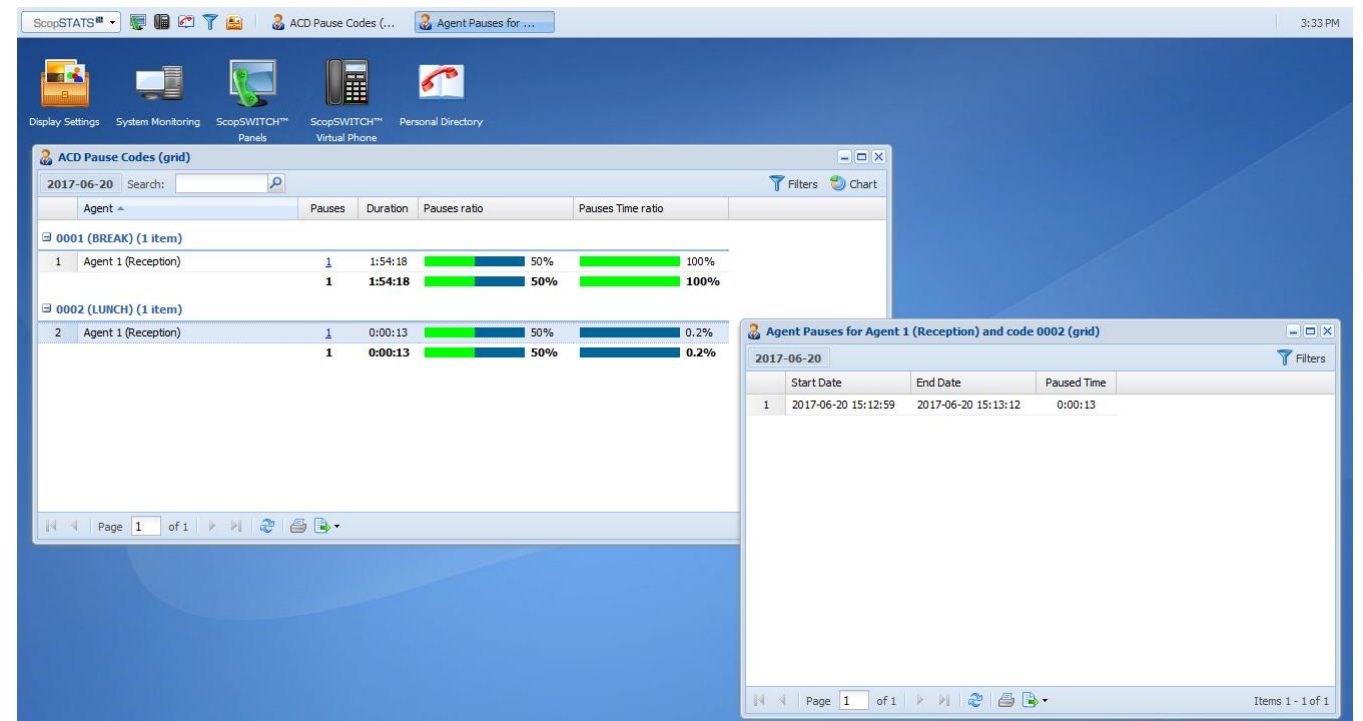 ScopSTATS ACD Pause Codes (... Agent Pauses for ... 3:33 PM
Display Settings System Monitoring ScopSWITCH™ Panels ScopSWITCH™ Virtual Phone Personal Directory
ACD Pause Codes (grid)
2017-06-20 Search: Filters Chart
Agent Pauses Duration Pauses ratio Pauses Time ratio
0001 (BREAK) (1 item)
1 Agent 1 (Reception) 1 1:54:18 50% 100%
1 1:54:18 50% 100%
0002 (LUNCH) (1 item)
2 Agent 1 (Reception) 1 0:00:13 50% 0.2%
1 0:00:13 50% 0.2%
Page 1 of 1
Agent Pauses for Agent 1 (Reception) and code 0002 (grid)
2017-06-20 Filters
Start Date End Date Paused Time
1 2017-06-20 15:12:59 2017-06-20 15:13:12 0:00:13
Page 1 of 1 Items 1 - 1 of 1